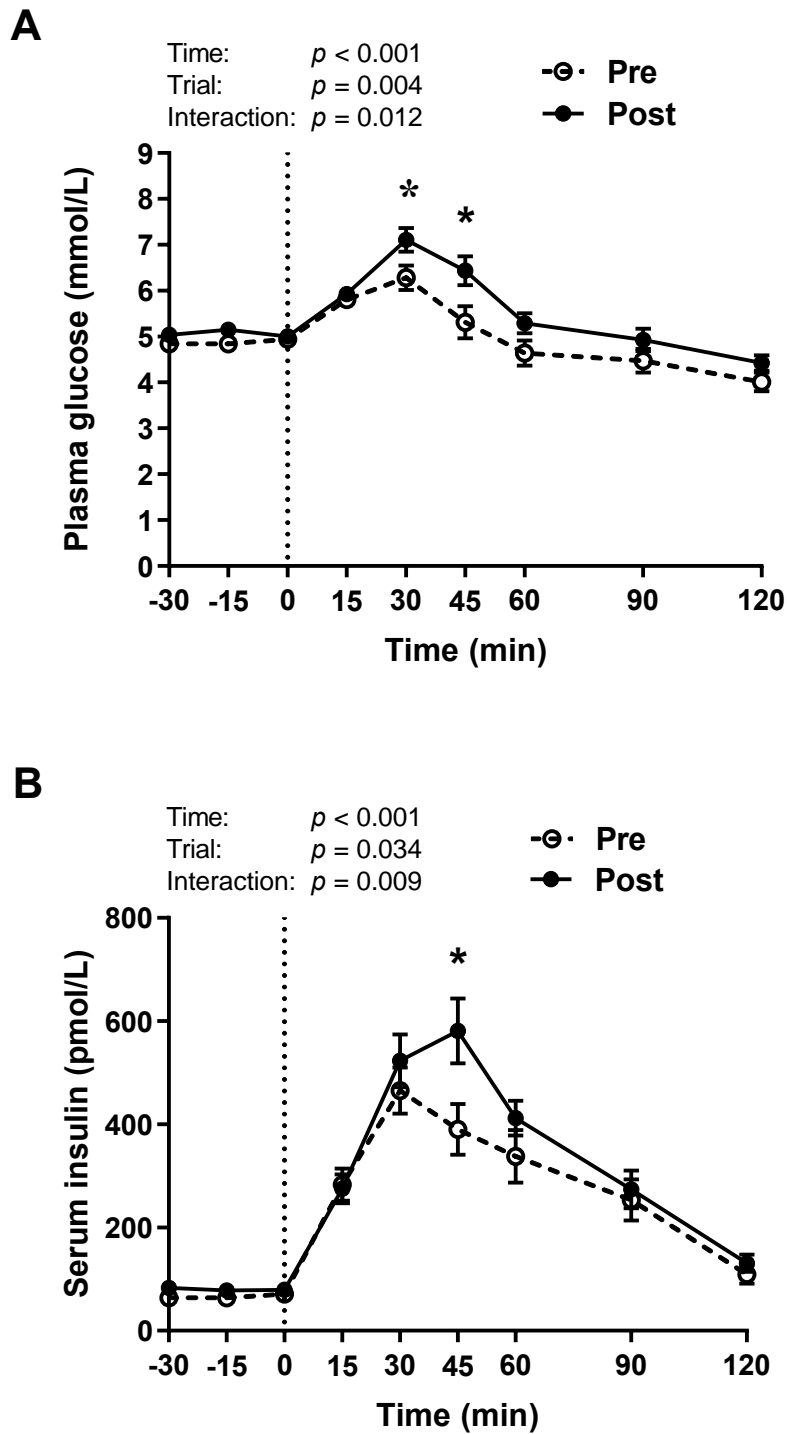 A
Time: p < 0.001
Trial: p = 0.004
Interaction: p = 0.012
Pre
Post
Plasma glucose (mmol/L)
9
8
7
6
5
4
3
2
1
0
* *
-30 -15 0 15 30 45 60 90 120
Time (min)
B
Time: p < 0.001
Trial: p = 0.034
Interaction: p = 0.009
Pre
Post
Serum insulin (pmol/L)
800
600
400
200
0
*
-30 -15 0 15 30 45 60 90 120
Time (min)